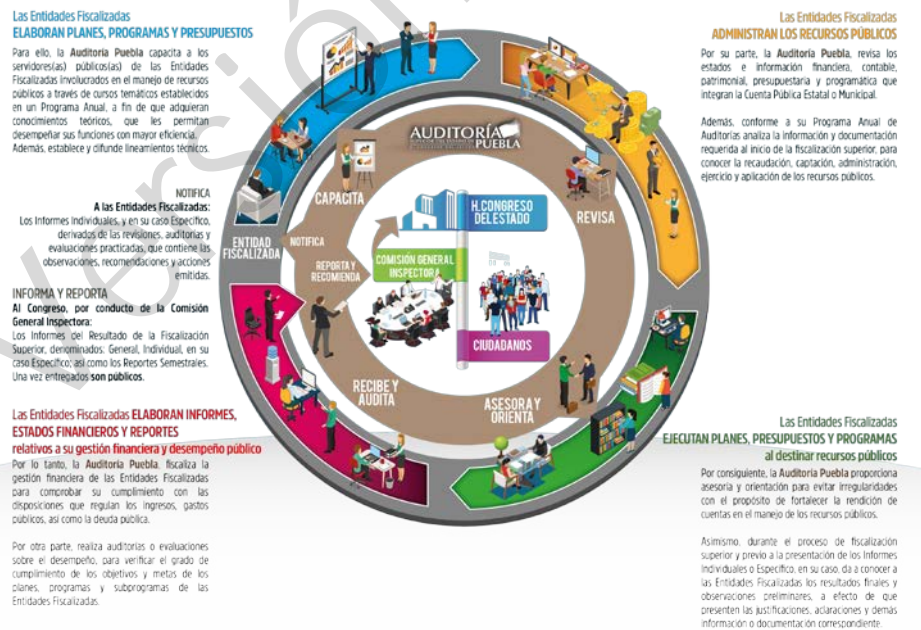 Las Entidades Fiscalizadas
ELABORAN PLANES, PROGRAMAS Y PRESUPUESTOS
Para ello, la Auditoría Puebla capacita a los
servidores(as) públicos(as) de las Entidades
Fiscalizadas involucrados en el manejo de recursos
públicos a través de cursos temáticos establecidos
en un Programa Anual, a fin de que adquieran
conocimientos teóricos, que les permitan
desempeñar sus funciones con mayor eficiencia.
Además, establece y difunde lineamientos técnicos.
NOTIFICA
A las Entidades Fiscalizadas:
Los Informes Individuales, y en su caso Específico,
derivados de las revisiones, auditorías y
evaluaciones practicadas, que contiene las
observaciones, recomendaciones y acciones
emitidas.
INFORMA Y REPORTA
Al Congreso, por conducto de la Comisión
General Inspectora:
Los Informes del Resultado de la Fiscalización
Superior, denominados: General, Individual, en su
caso Específico; así como los Reportes Semestrales.
Una vez entregados son públicos.
Las Entidades Fiscalizadas ELABORAN INFORMES,
ESTADOS FINANCIEROS Y REPORTES
relativos a su gestión financiera y desempeño público
Por lo tanto, la Auditoría Puebla, fiscaliza la
gestión financiera de las Entidades Fiscalizadas
para comprobar su cumplimiento con las
disposiciones que regulan los ingresos, gastos
públicos, así como la deuda pública.
Por otra parte, realiza auditorías o evaluaciones
sobre el desempeño, para verificar el grado de
cumplimiento de los objetivos y metas de los
planes, programas y subprogramas de las
Entidades Fiscalizadas.
AUDITORÍA
PUEBLA
CAPACITA
REVISA
H. CONGRESO
DEL ESTADO
ENTIDAD
FISCALIZADA
NOTIFICA
REPORTA Y
RECOMIENDA
COMISIÓN GENERAL
INSPECTORA
CIUDADANOS
RECIBE Y
AUDITA
ASESORA Y
ORIENTA
Las Entidades Fiscalizadas
ADMINISTRAN LOS RECURSOS PÚBLICOS
Por su parte, la Auditoría Puebla, revisa los
estados e información financiera, contable,
patrimonial, presupuestaria y programática que
integran la Cuenta Pública Estatal o Municipal.
Además, conforme a su Programa Anual de
Auditorías analiza la información y documentación
requerida al inicio de la fiscalización superior, para
conocer la recaudación, captación, administración,
ejercicio y aplicación de los recursos públicos.
Las Entidades Fiscalizadas
EJECUTAN PLANES, PRESUPUESTOS Y PROGRAMAS
al destinar recursos públicos
Por consiguiente, la Auditoría Puebla proporciona
asesoría y orientación para evitar irregularidades
con el propósito de fortalecer la rendición de
cuentas en el manejo de los recursos públicos.
Asimismo, durante el proceso de fiscalización
superior y previo a la presentación de los Informes
Individuales o Específico, en su caso, da a conocer a
las Entidades Fiscalizadas los resultados finales y
observaciones preliminares, a efecto de que
presenten las justificaciones, aclaraciones y demás
información o documentación correspondiente.
Versión